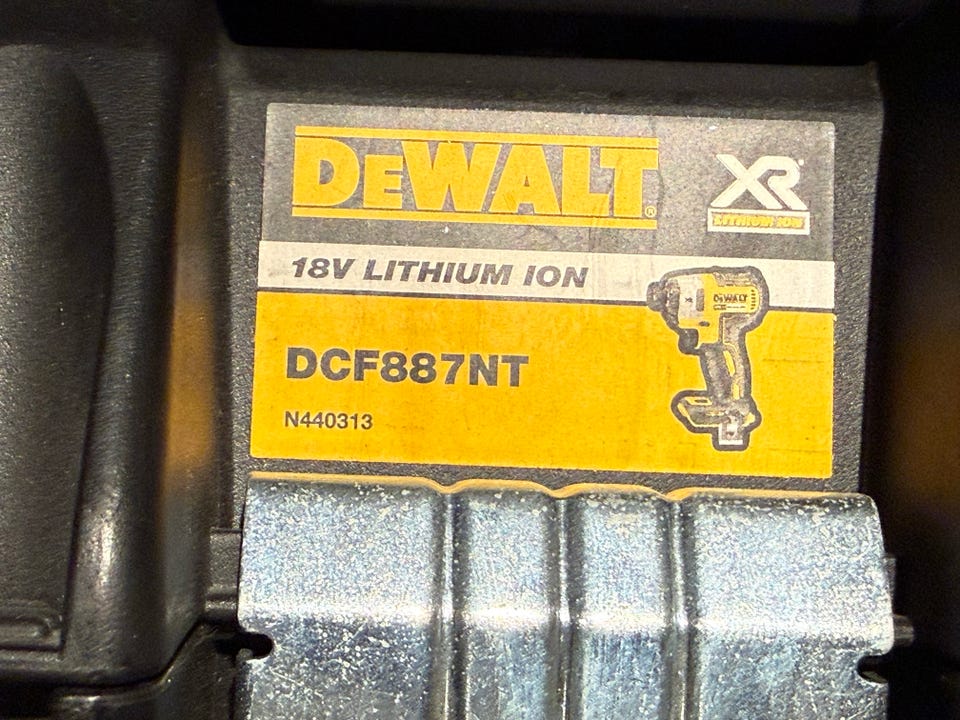 DEWALT®
XR
LITHIUM ION
18V LITHIUM ION
DEWALT
DCF887NT
N440313